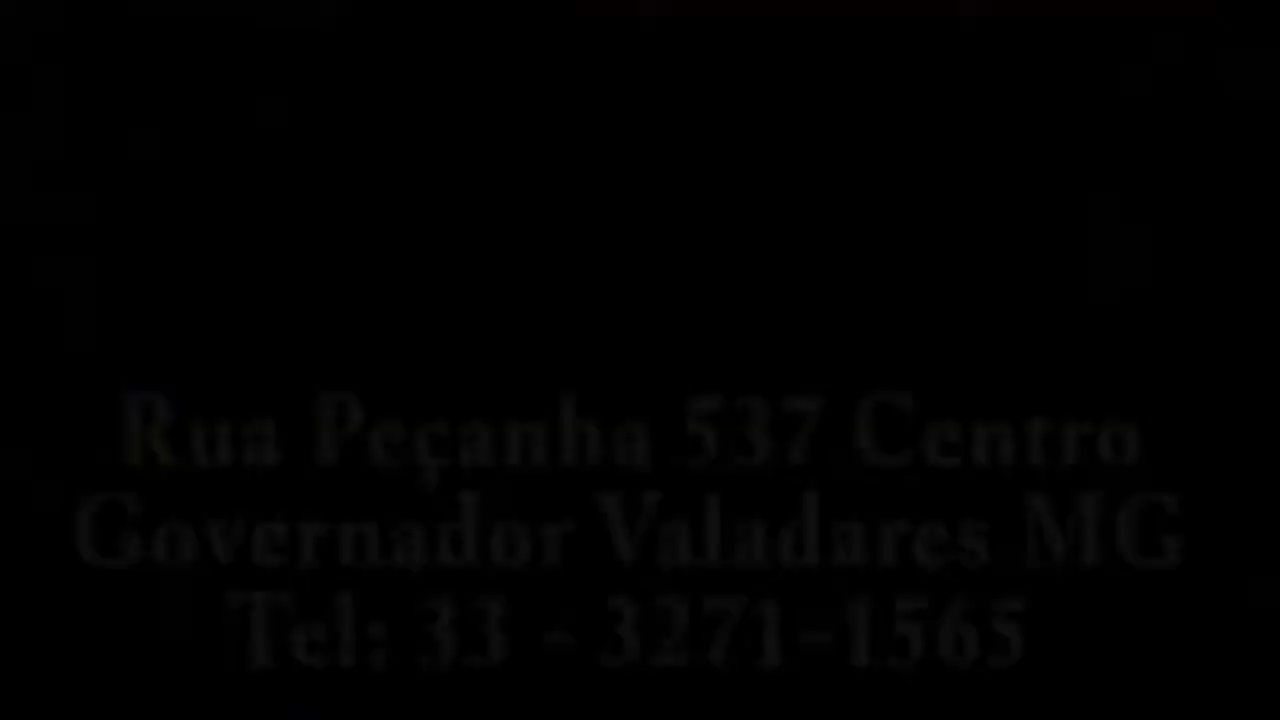 Rua Peçanha 537 Centro
Governador Valadares MG
Tel: 33 - 3271-1565